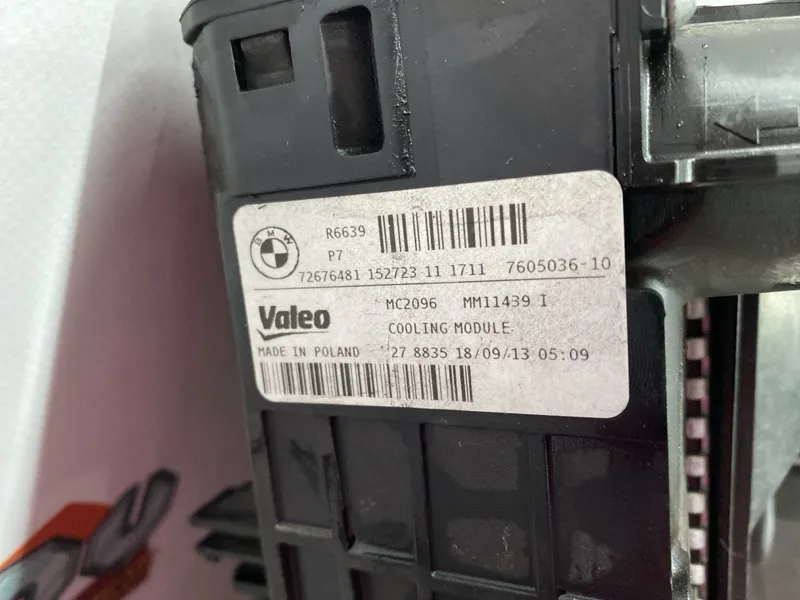 BMW
R6639
P7
72676481 152723 11 1711 7605036-10
MC2096 MM11439 I
Valeo
COOLING MODULE
MADE IN POLAND 27 8835 18/09/13 05:09